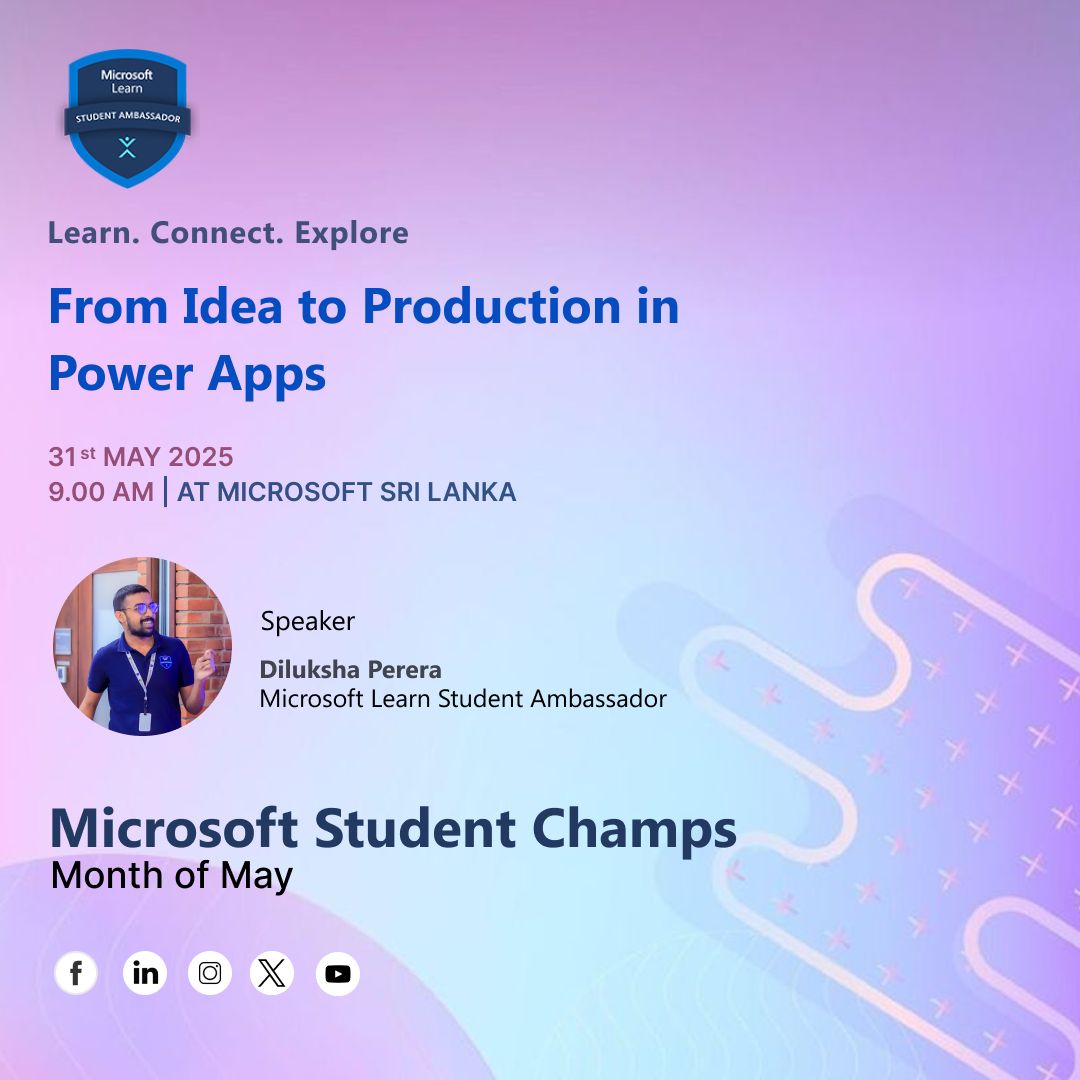 Microsoft
Learn
STUDENT AMBASSADOR
Learn. Connect. Explore
From Idea to Production in
Power Apps
31st MAY 2025
9.00 AM | AT MICROSOFT SRI LANKA
Speaker
Diluksha Perera
Microsoft Learn Student Ambassador
Microsoft Student Champs
Month of May